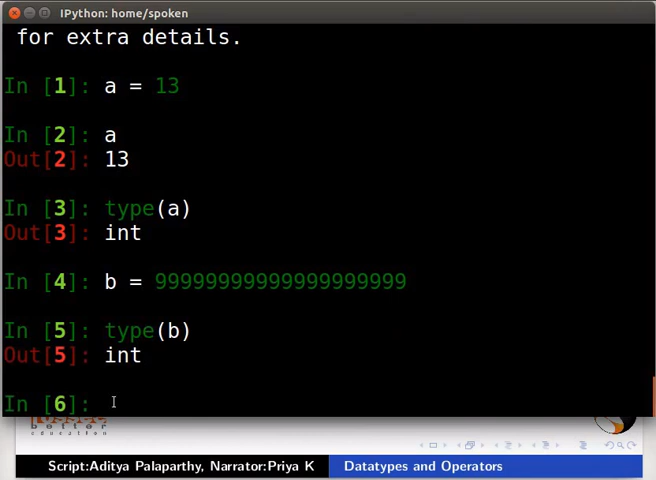 IPython: home/spoken
for extra details.
In [1]: a = 13
In [2]: a
Out[2]: 13
In [3]: type(a)
Out[3]: int
In [4]: b = 99999999999999999999
In [5]: type(b)
Out[5]: int
In [6]:
better
education
Script:Aditya Palaparthy, Narrator:Priya K
Datatypes and Operators